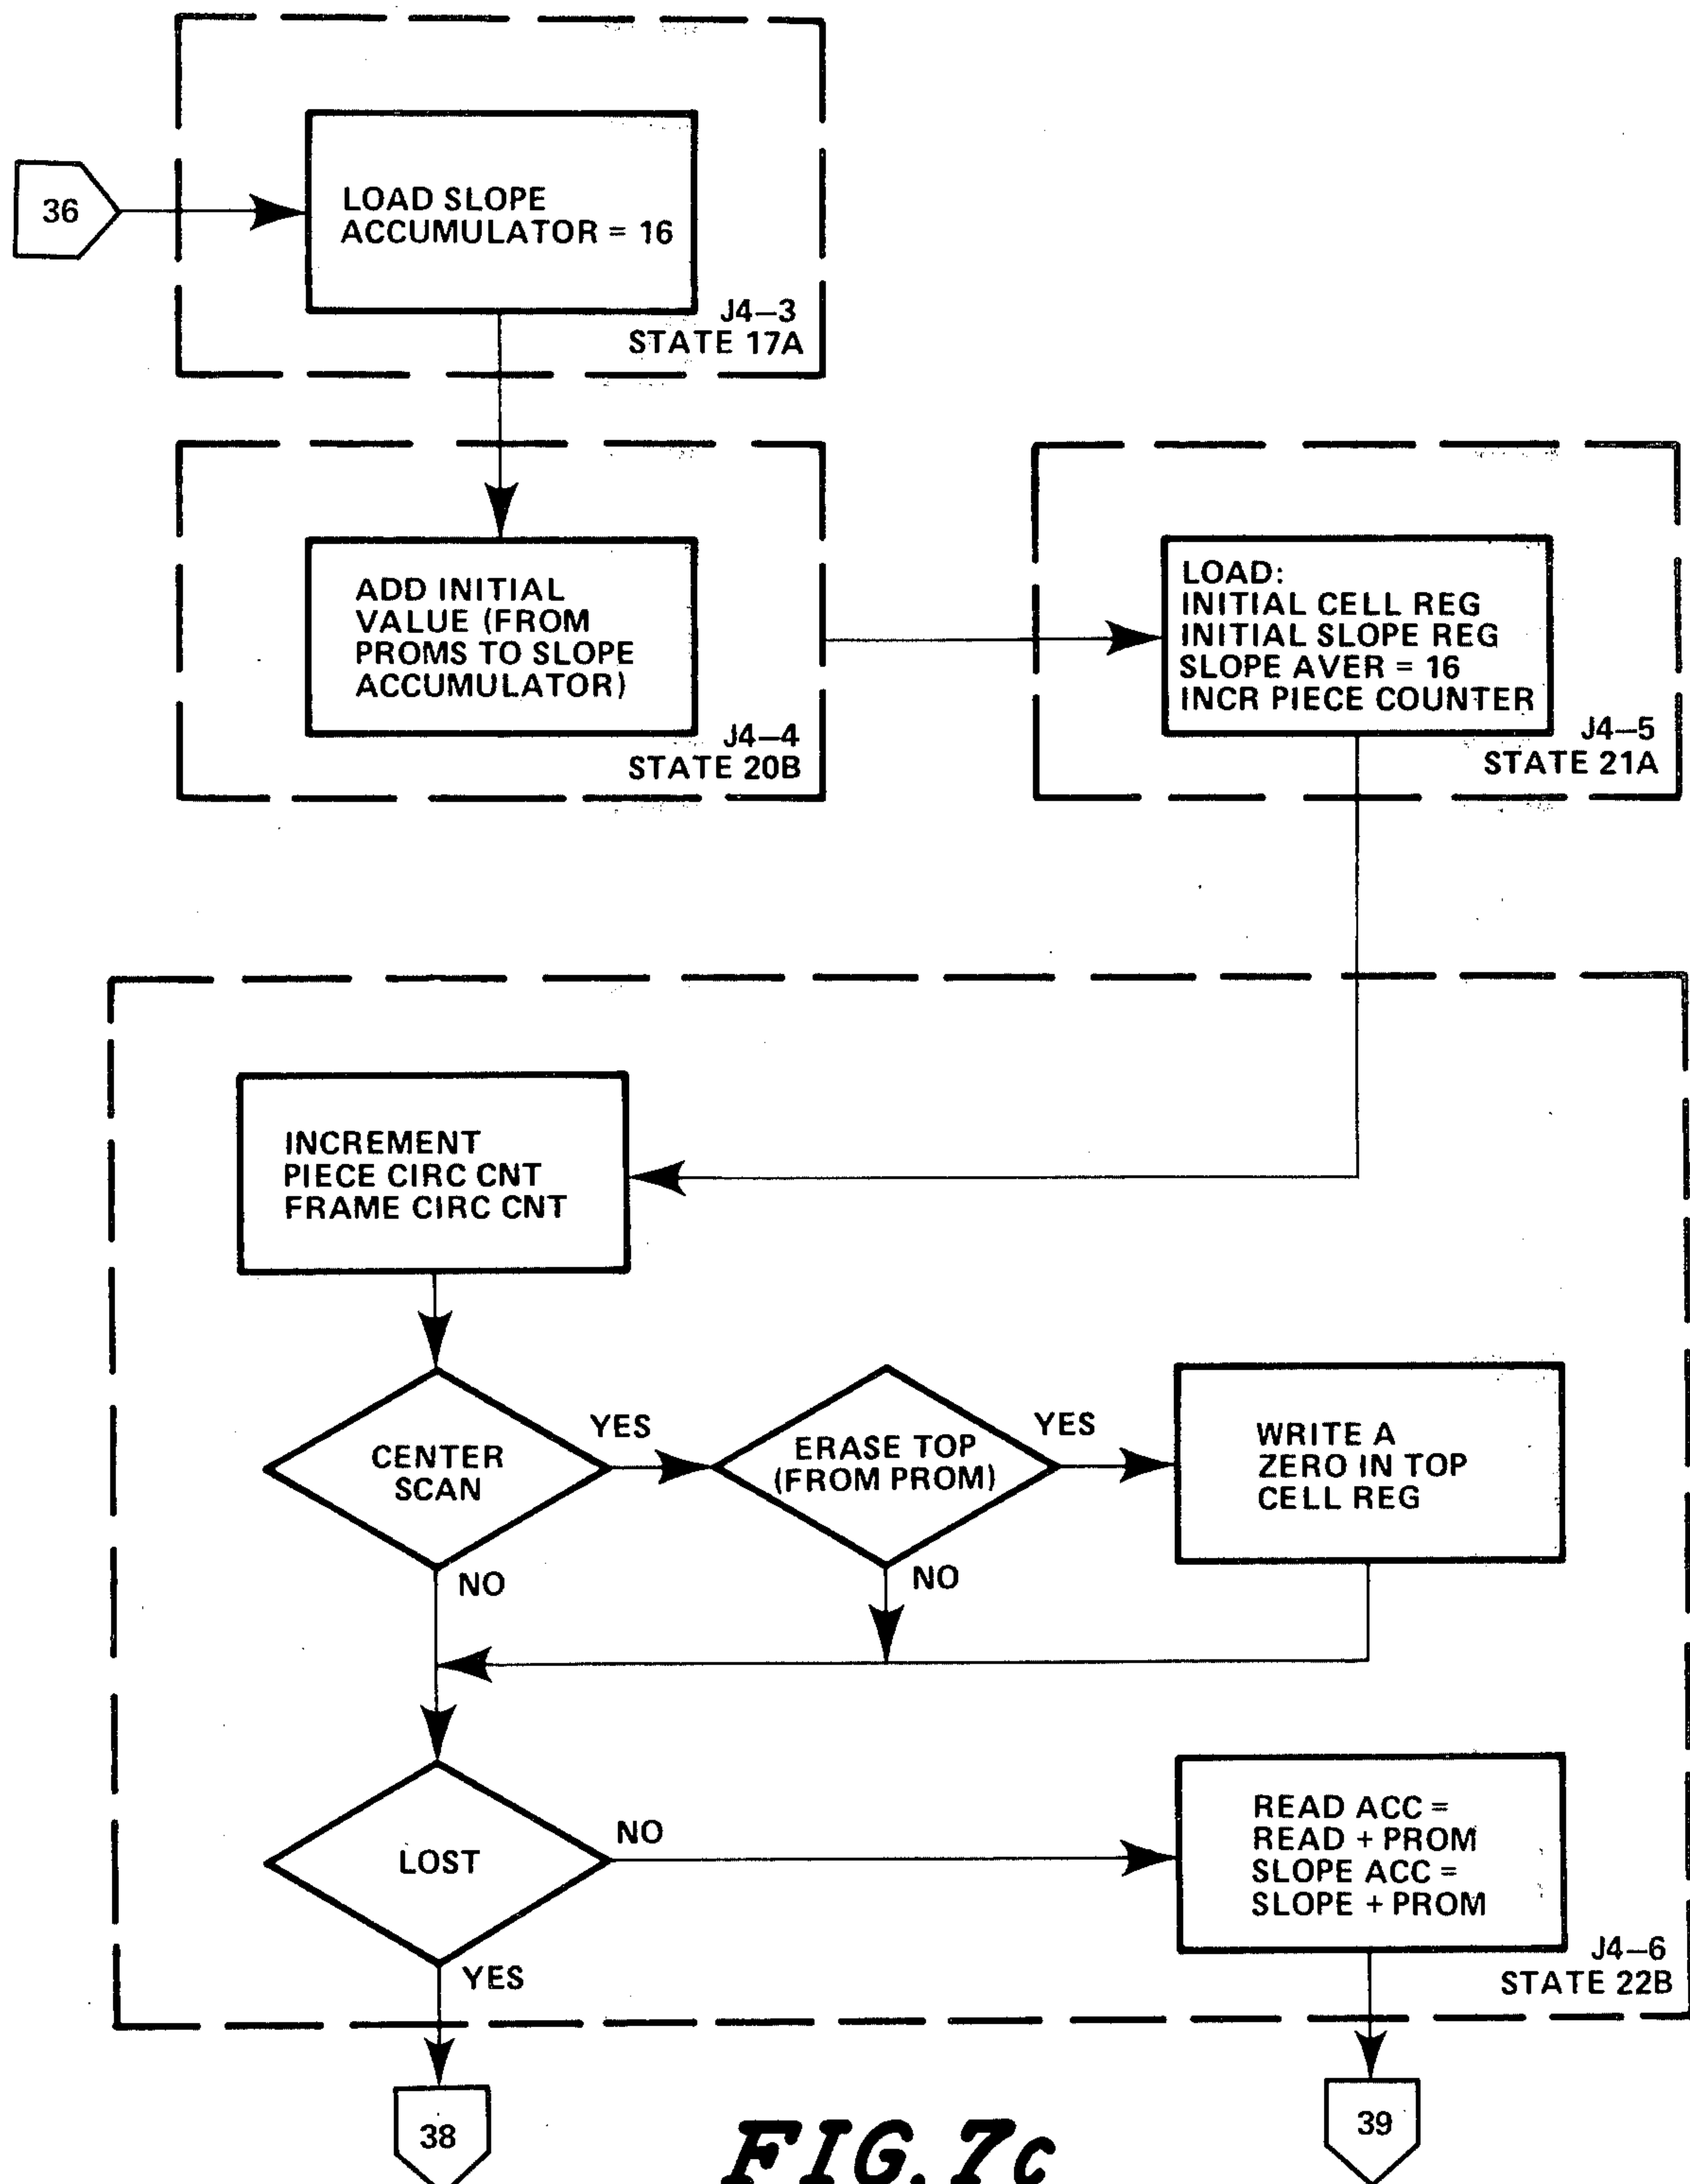 36
LOAD SLOPE
ACCUMULATOR = 16
J4-3
STATE 17A
ADD INITIAL
VALUE (FROM
PROMS TO SLOPE
ACCUMULATOR)
J4-4
STATE 20B
LOAD:
INITIAL CELL REG
INITIAL SLOPE REG
SLOPE AVER = 16
INCR PIECE COUNTER
J4-5
STATE 21A
INCREMENT
PIECE CIRC CNT
FRAME CIRC CNT
CENTER
SCAN
YES
NO
ERASE TOP
(FROM PROM)
YES
NO
WRITE A
ZERO IN TOP
CELL REG
LOST
NO
YES
READ ACC =
READ + PROM
SLOPE ACC =
SLOPE + PROM
J4-6
STATE 22B
38
39
FIG. 7c